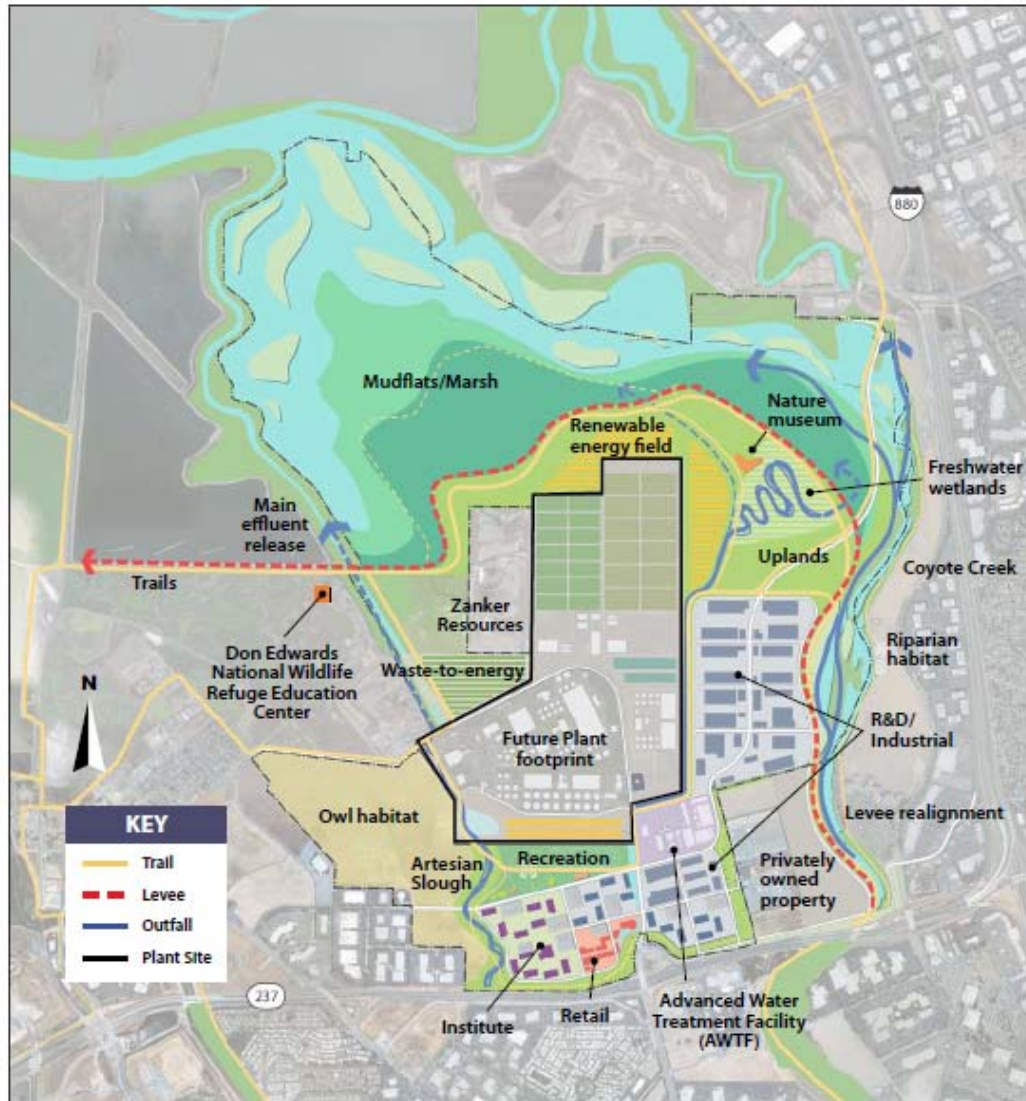 880
Mudflats/Marsh
Nature
museum
Renewable
energy field
Freshwater
wetlands
Main
effluent
release
Uplands
Coyote Creek
Trails
Zanker
Resources
Riparian
habitat
Don Edwards
National Wildlife
Refuge Education
Center
N
Waste-to-energy
R&D/
Industrial
Future Plant
footprint
Owl habitat
Levee realignment
KEY
Trail
Levee
Outfall
Plant Site
Artesian
Slough
Recreation
Privately
owned
property
237
Institute
Retail
Advanced Water
Treatment Facility
(AWTF)